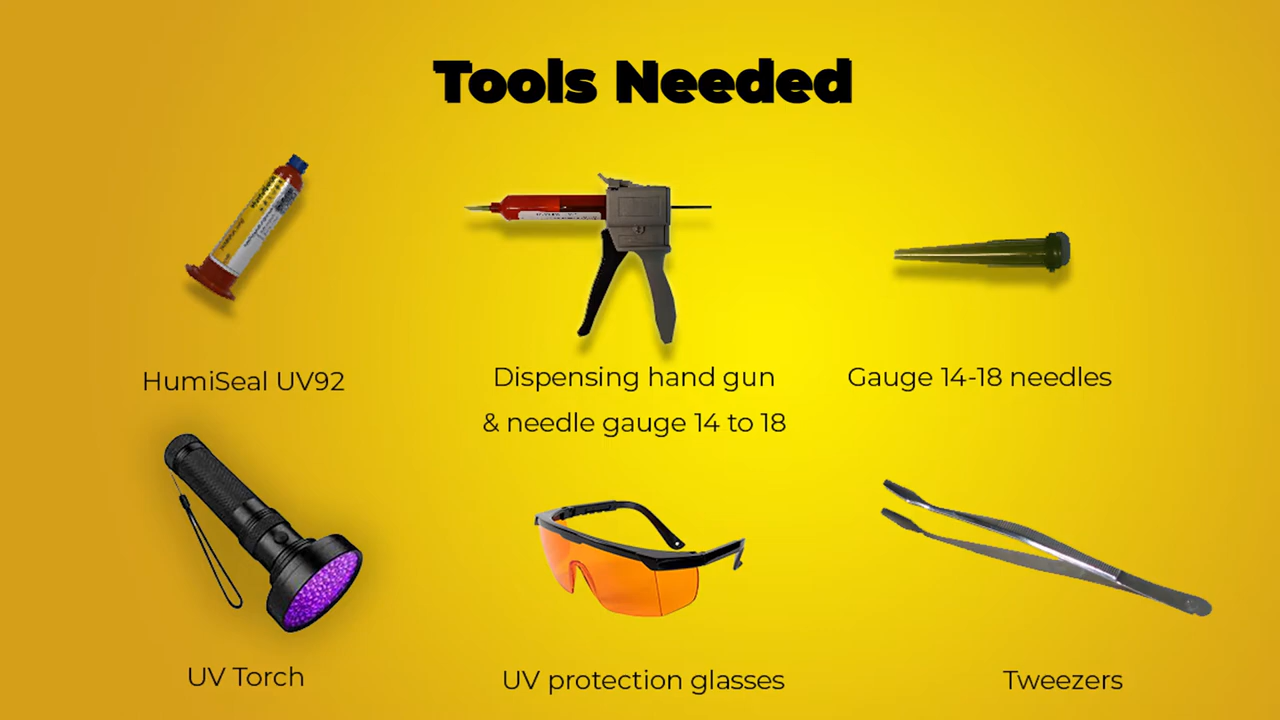 Tools Needed
HumiSeal UV92
Dispensing hand gun
& needle gauge 14 to 18
Gauge 14-18 needles
UV Torch
UV protection glasses
Tweezers